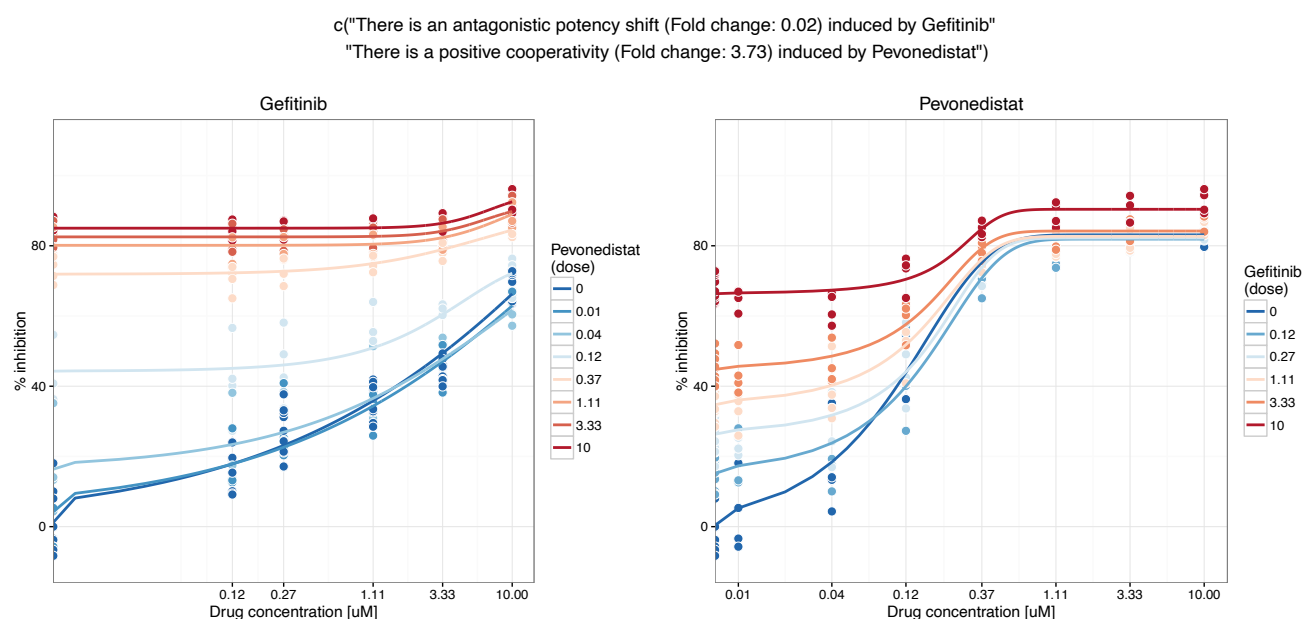 c("There is an antagonistic potency shift (Fold change: 0.02) induced by Gefitinib"
"There is a positive cooperativity (Fold change: 3.73) induced by Pevonedistat")
Gefitinib
% inhibition
80
40
0
0.12 0.27 1.11 3.33 10.00
Drug concentration [uM]
Pevonedistat
(dose)
0
0.01
0.04
0.12
0.37
1.11
3.33
10
Pevonedistat
% inhibition
80
40
0
0.01 0.04 0.12 0.37 1.11 3.33 10.00
Drug concentration [uM]
Gefitinib
(dose)
0
0.12
0.27
1.11
3.33
10